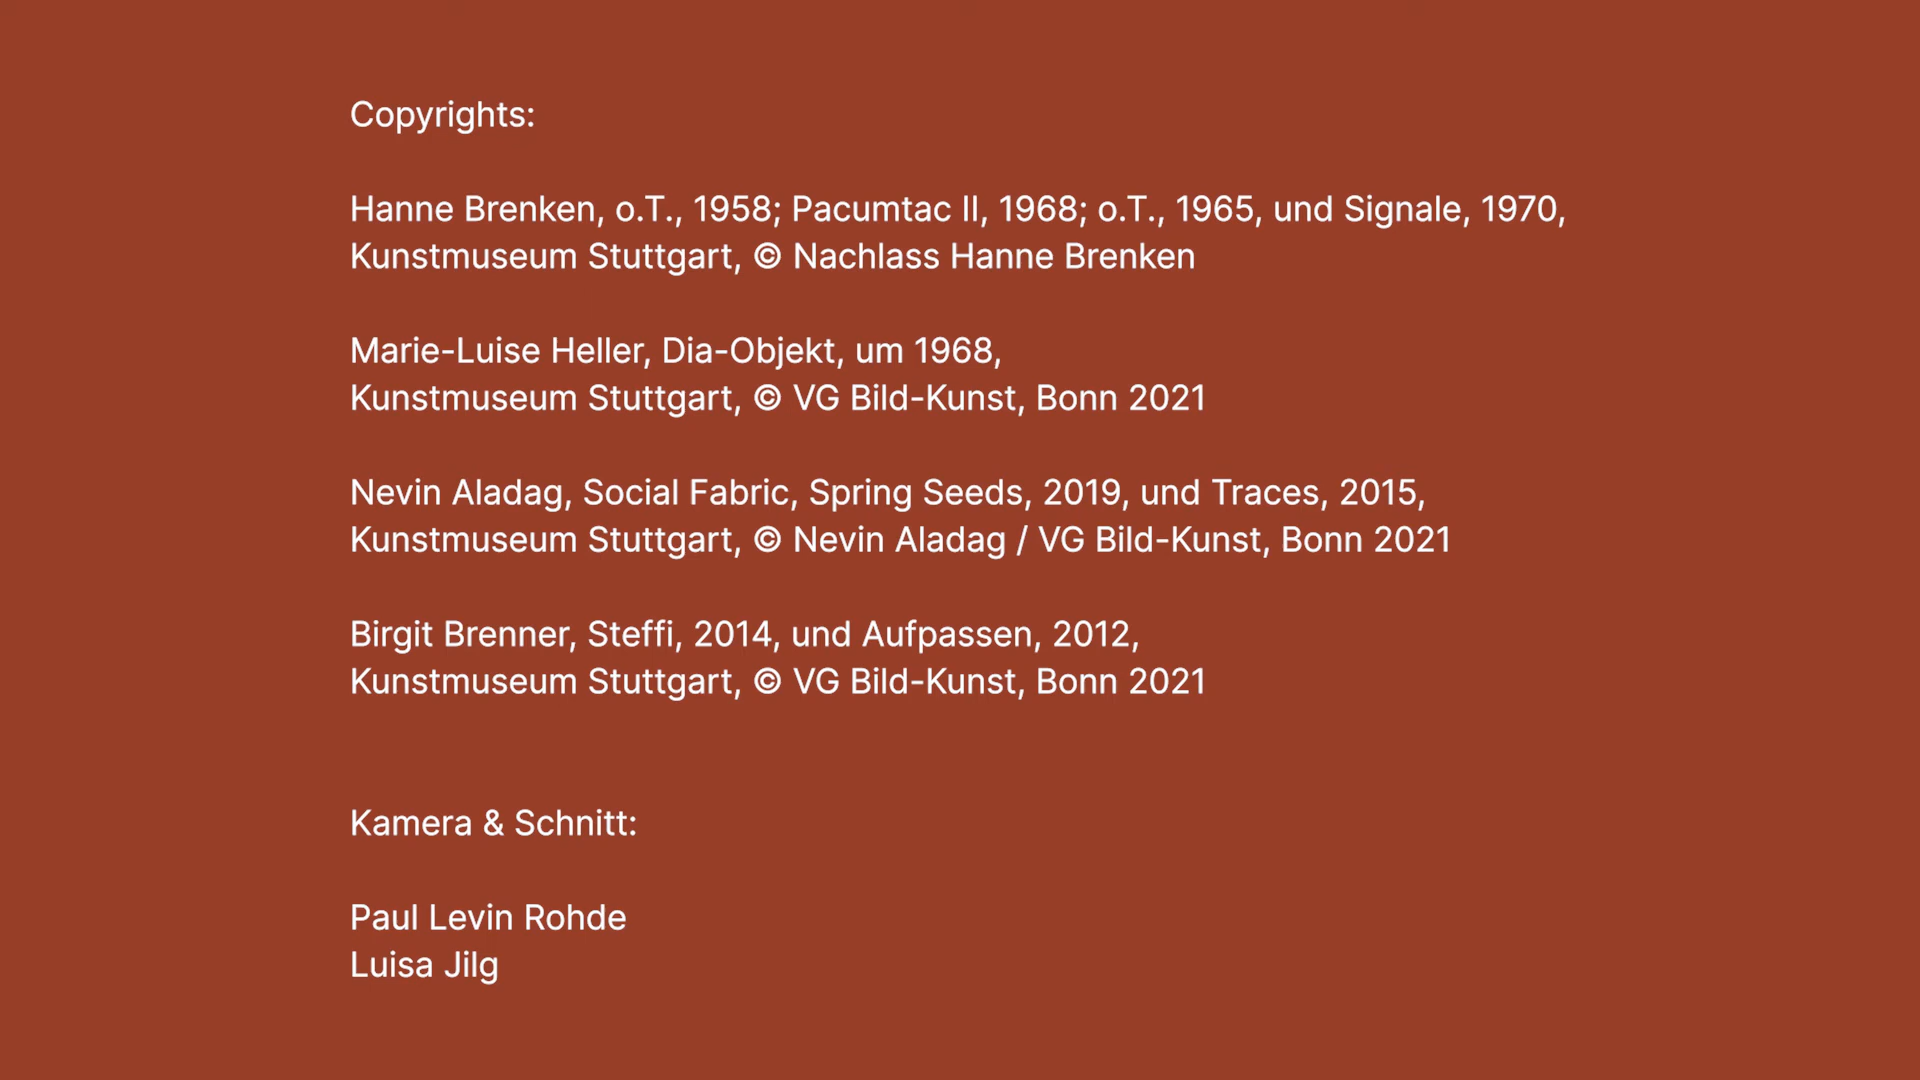 Copyrights:
Hanne Brenken, o.T., 1958; Pacumtac II, 1968; o.T., 1965, und Signale, 1970,
Kunstmuseum Stuttgart, © Nachlass Hanne Brenken
Marie-Luise Heller, Dia-Objekt, um 1968,
Kunstmuseum Stuttgart, © VG Bild-Kunst, Bonn 2021
Nevin Aladag, Social Fabric, Spring Seeds, 2019, und Traces, 2015,
Kunstmuseum Stuttgart, © Nevin Aladag / VG Bild-Kunst, Bonn 2021
Birgit Brenner, Steffi, 2014, und Aufpassen, 2012,
Kunstmuseum Stuttgart, © VG Bild-Kunst, Bonn 2021
Kamera & Schnitt:
Paul Levin Rohde
Luisa Jilg